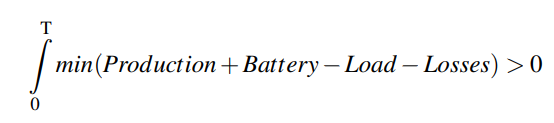 T
∫ min(Production + Battery − Load − Losses) > 0
0